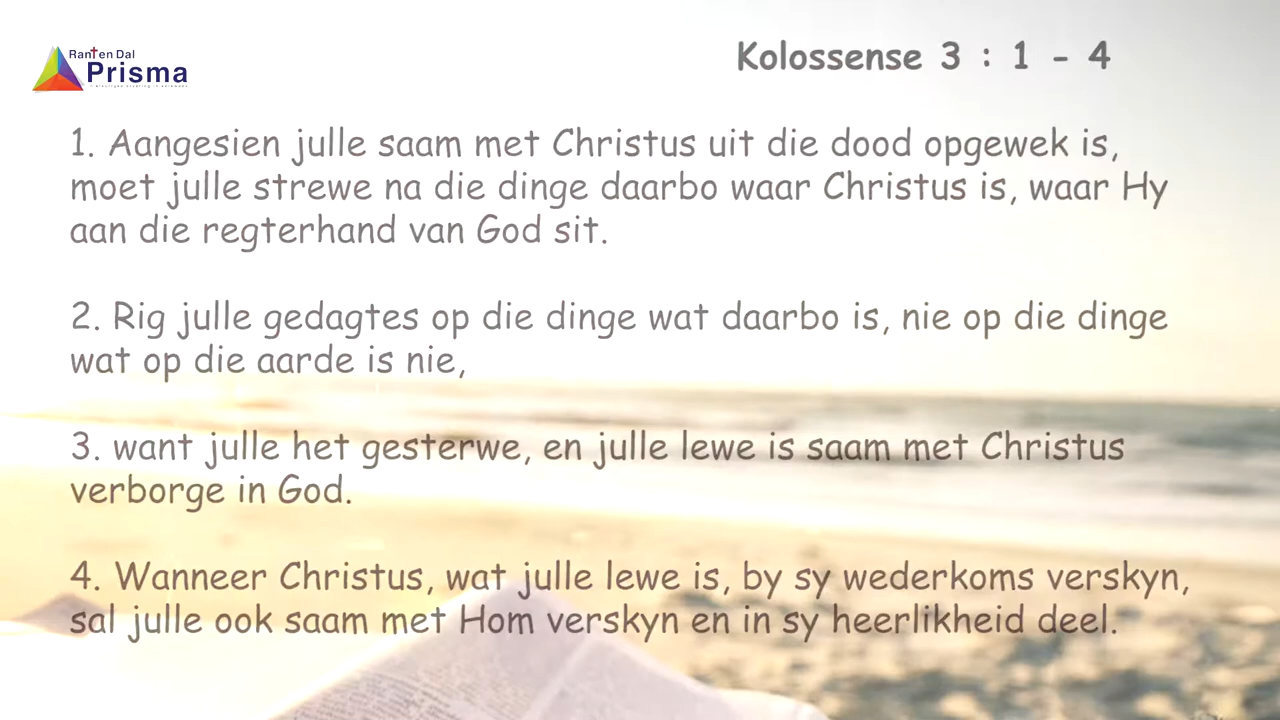 Rant en Dal
Prisma
Kolossense 3 : 1 - 4
1. Aangesien julle saam met Christus uit die dood opgewek is,
moet julle strewe na die dinge daarbo waar Christus is, waar Hy
aan die regterhand van God sit.
2. Rig julle gedagtes op die dinge wat daarbo is, nie op die dinge
wat op die aarde is nie,
3. want julle het gesterwe, en julle lewe is saam met Christus
verborge in God.
4. Wanneer Christus, wat julle lewe is, by sy wederkoms verskyn,
sal julle ook saam met Hom verskyn en in sy heerlikheid deel.